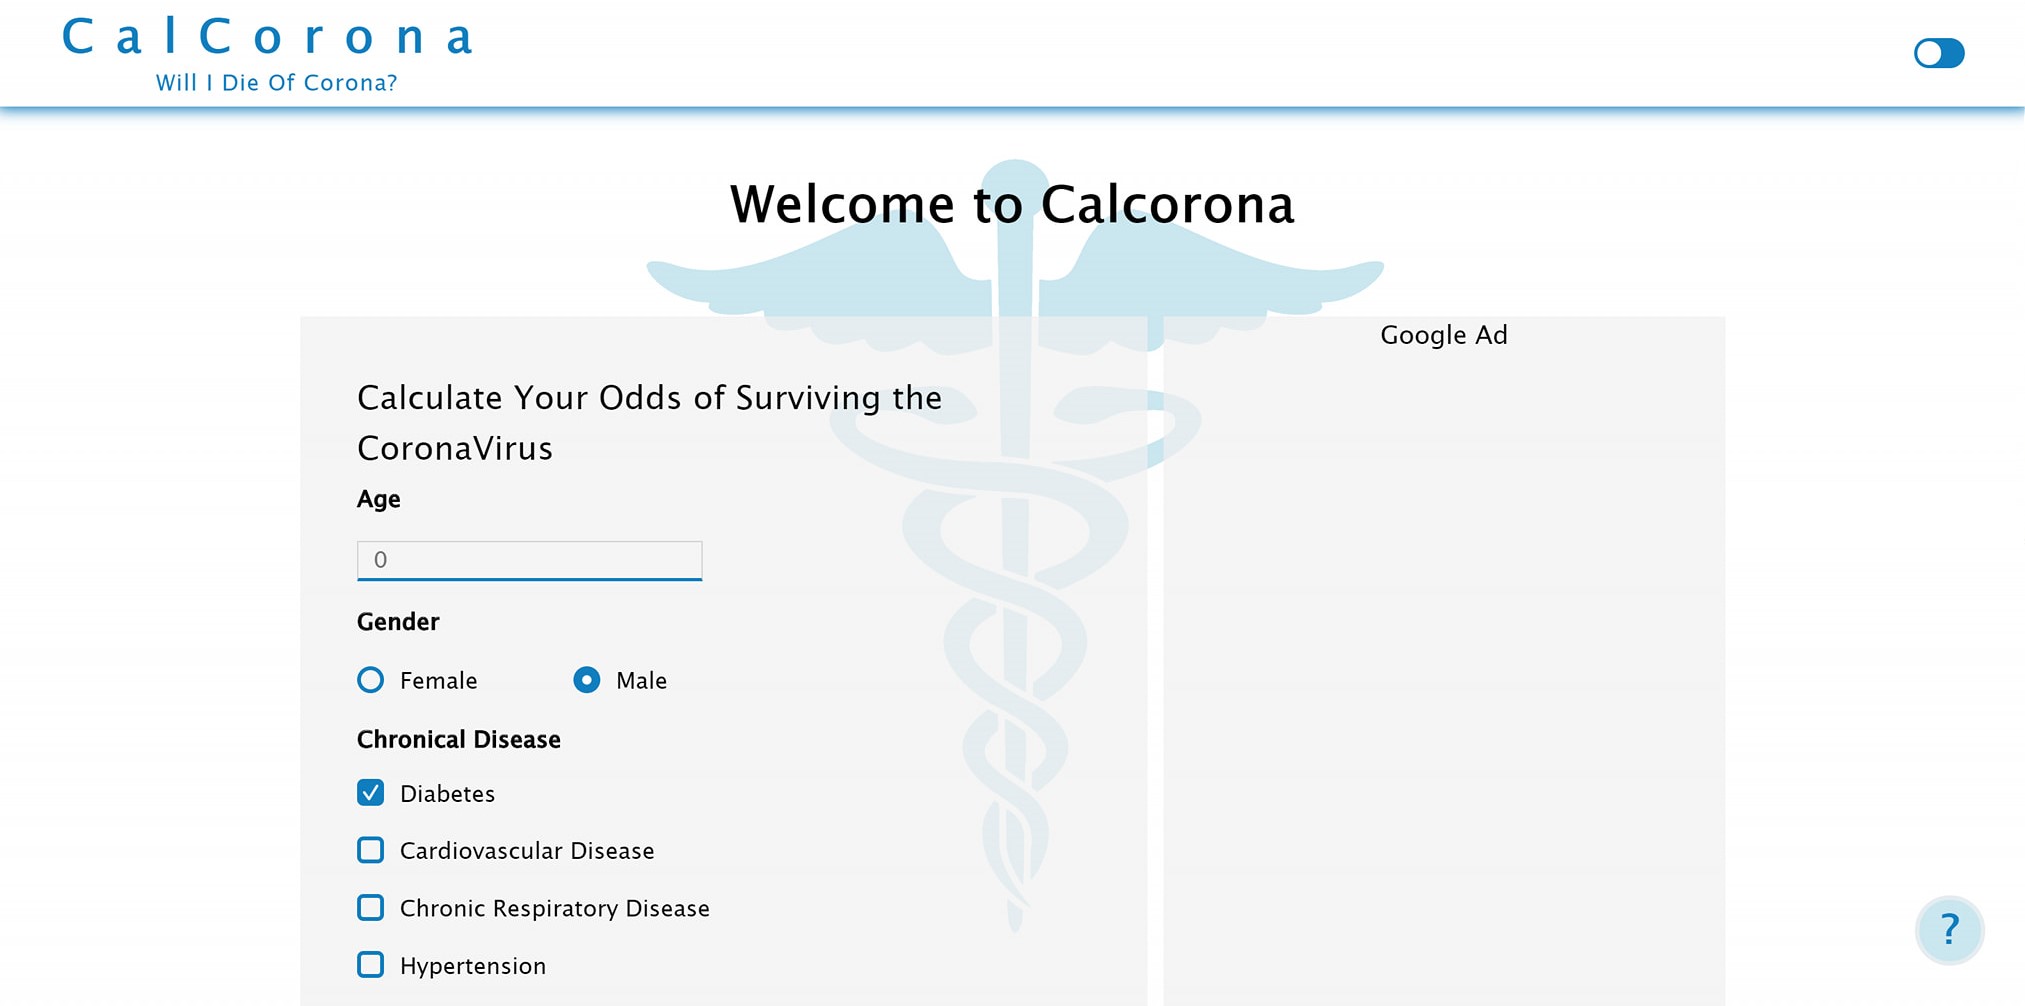 CalCorona
Will I Die Of Corona?
Welcome to Calcorona
Google Ad
Calculate Your Odds of Surviving the
CoronaVirus
Age
0
Gender
Female Male
Chronical Disease
Diabetes
Cardiovascular Disease
Chronic Respiratory Disease
Hypertension
?